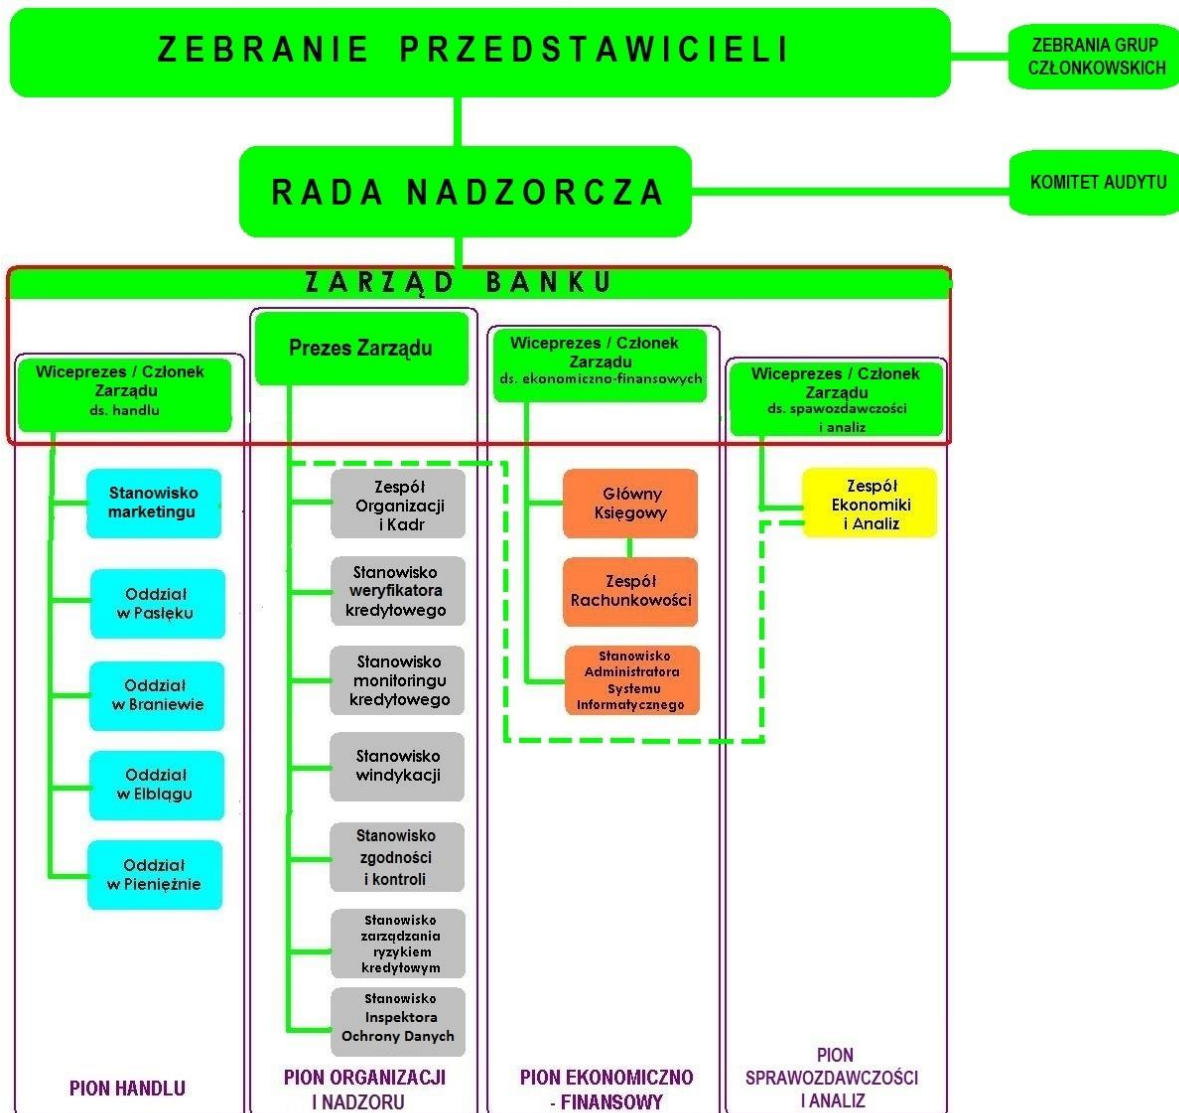 ZEBRANIE PRZEDSTAWICIELI
ZEBRANIA GRUP
CZŁONKOWSKICH
RADA NADZORCZA
KOMITET AUDYTU
ZARZĄD BANKU
Wiceprezes / Członek
Zarządu
ds. handlu
Prezes Zarządu
Wiceprezes / Członek
Zarządu
ds. ekonomiczno-finansowych
Wiceprezes / Członek
Zarządu
ds. spawozdawczości
i analiz
Stanowisko
marketingu
Oddział
w Pasłęku
Oddział
w Braniewie
Oddział
w Elblągu
Oddział
w Pieniężnie
PION HANDLU
Zespół
Organizacji
i Kadr
Stanowisko
weryfikatora
kredytowego
Stanowisko
monitoringu
kredytowego
Stanowisko
windykacji
Stanowisko
zgodności
i kontroli
Stanowisko
zarządzania
ryzykiem
kredytowym
Stanowisko
Inspektora
Ochrony Danych
PION ORGANIZACJI
I NADZORU
Główny
Księgowy
Zespół
Rachunkowości
Stanowisko
Administratora
Systemu
Informatycznego
PION EKONOMICZNO
- FINANSOWY
Zespół
Ekonomiki
i Analiz
PION
SPRAWOZDAWCZOŚCI
I ANALIZ